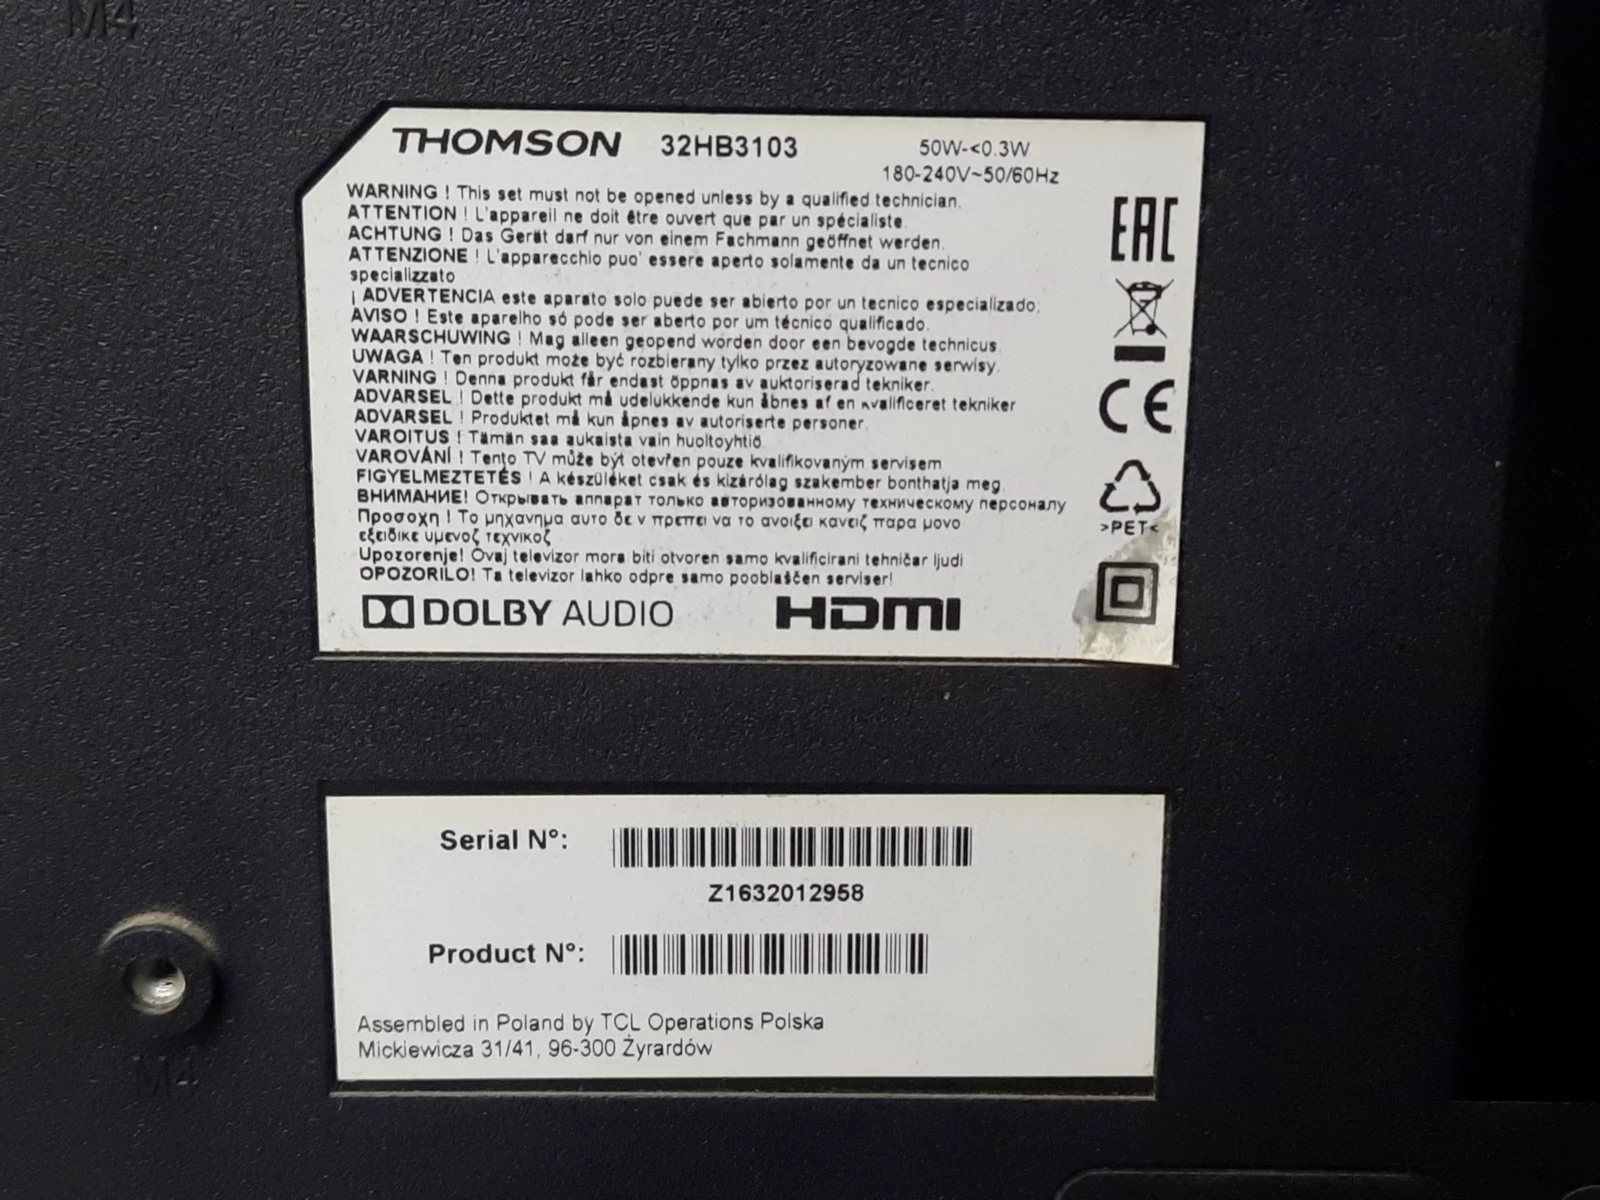 M4
THOMSON 32HB3103 50W-<0.3W
180-240V~50/60Hz
WARNING ! This set must not be opened unless by a qualified technician.
ATTENTION ! L'appareil ne doit être ouvert que par un spécialiste.
ACHTUNG ! Das Gerät darf nur von einem Fachmann geöffnet werden.
ATTENZIONE ! L'apparecchio puo' essere aperto solamente da un tecnico
specializzato
¡ ADVERTENCIA este aparato solo puede ser abierto por un tecnico especializado;
AVISO ! Este aparelho só pode ser aberto por um técnico qualificado.
WAARSCHUWING ! Mag alleen geopend worden door een bevogde technicus.
UWAGA ! Ten produkt może być rozbierany tylko przez autoryzowane serwisy.
VARNING ! Denna produkt får endast öppnas av auktoriserad tekniker.
ADVARSEL ! Dette produkt må udelukkende kun åbnes af en kvalificeret tekniker
ADVARSEL ! Produktet må kun åpnes av autoriserte personer.
VAROITUS ! Tämän saa aukaista vain huoltoyhtiö.
VAROVÁNÍ ! Tento TV může být otevřen pouze kvalifikovaným servisem
FIGYELMEZTETÉS ! A készüléket csak és kizárólag szakember bonthatja meg.
ВНИМАНИЕ! Открывать аппарат только авторизованному техническому персоналу
Προσοχη ! Το μηχανημα αυτο δε ν πρεπει να το ανοιξει κανειζ παρα μονο
εξειδικε υμενοζ τεχνικοζ
Upozorenje! Ovaj televizor mora biti otvoren samo kvalificirani tehničar ljudi
OPOZORILO! Ta televizor lahko odpre samo pooblaščen serviser!
DOLBY AUDIO HDMI
EAC
CE
>PET<
Serial N°:
Z1632012958
Product N°:
Assembled in Poland by TCL Operations Polska
Mickiewicza 31/41, 96-300 Żyrardów
M4